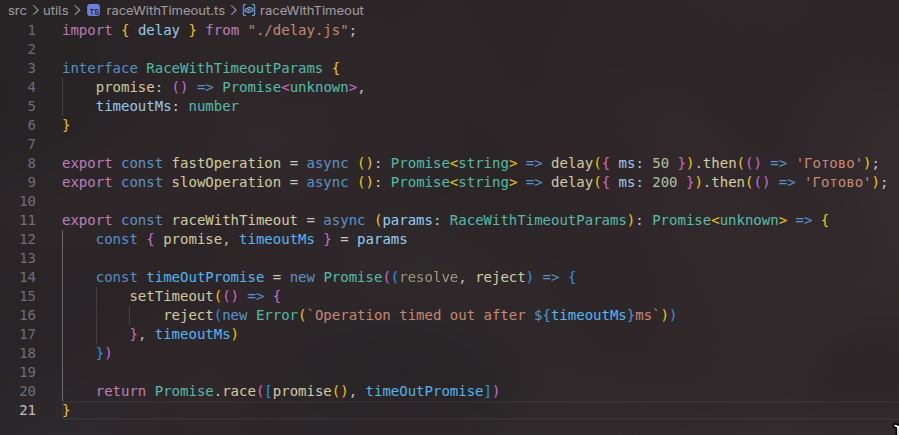 src > utils > TS raceWithTimeout.ts > raceWithTimeout
1 import { delay } from "./delay.js";
2
3 interface RaceWithTimeoutParams {
4     promise: () => Promise<unknown>,
5     timeoutMs: number
6 }
7
8 export const fastOperation = async (): Promise<string> => delay({ ms: 50 }).then(() => 'Готово');
9 export const slowOperation = async (): Promise<string> => delay({ ms: 200 }).then(() => 'Готово');
10
11 export const raceWithTimeout = async (params: RaceWithTimeoutParams): Promise<unknown> => {
12     const { promise, timeoutMs } = params
13
14     const timeOutPromise = new Promise((resolve, reject) => {
15         setTimeout(() => {
16             reject(new Error(`Operation timed out after ${timeoutMs}ms`))
17         }, timeoutMs)
18     })
19
20     return Promise.race([promise(), timeOutPromise])
21 }